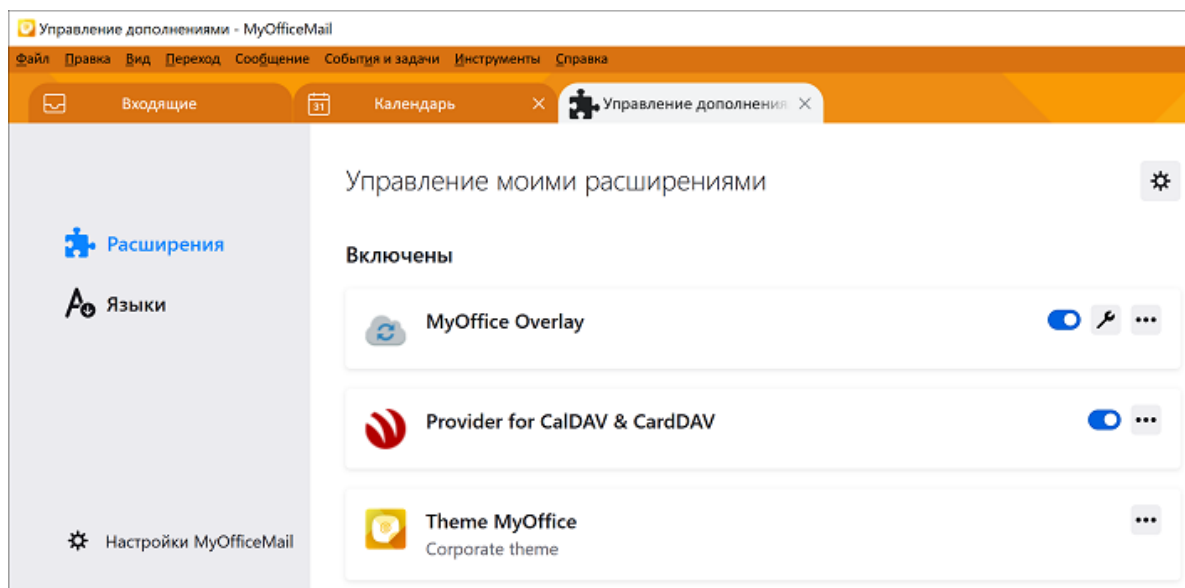 Управление дополнениями - MyOfficeMail
Файл Правка Вид Переход Сообщение События и задачи Инструменты Справка
Входящие 31 Календарь Управление дополнения
Управление моими расширениями
Расширения
Включены
Языки
MyOffice Overlay
Provider for CalDAV & CardDAV
Theme MyOffice
Corporate theme
Настройки MyOfficeMail